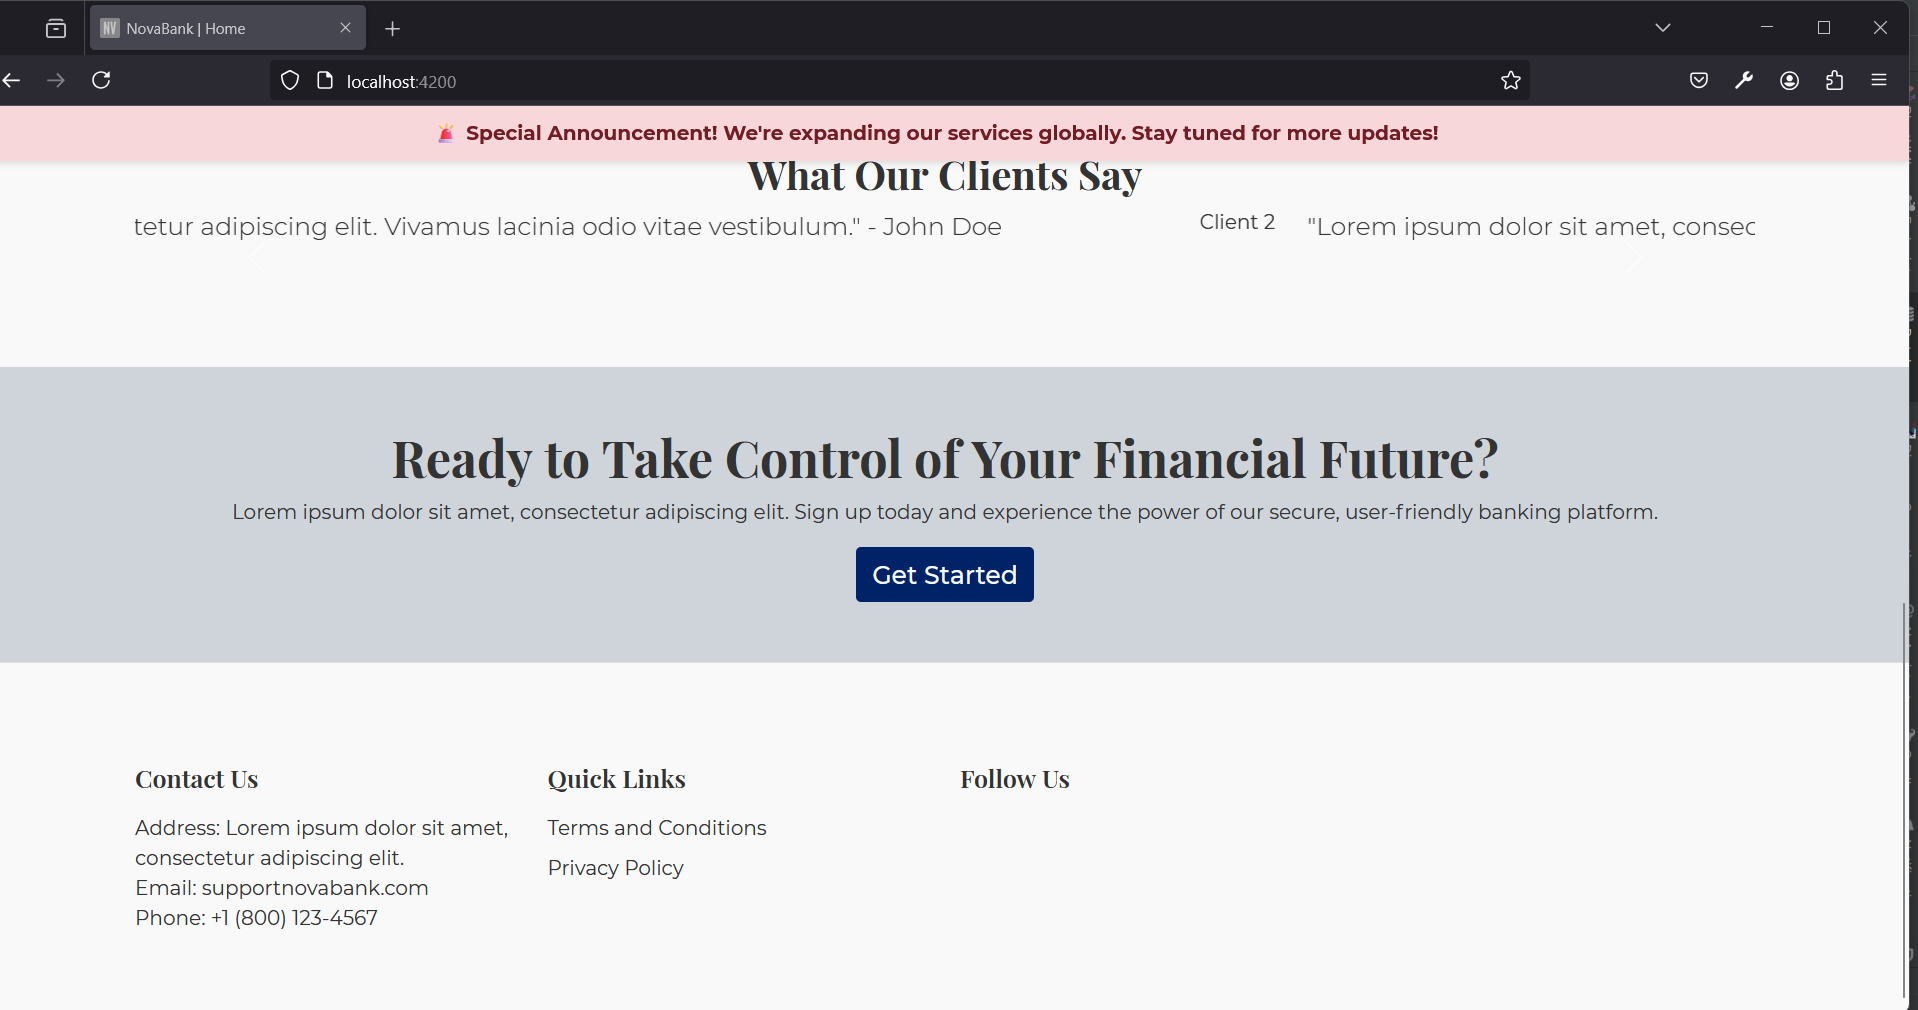 NV NovaBank | Home
localhost:4200
Special Announcement! We're expanding our services globally. Stay tuned for more updates!
What Our Clients Say
tetur adipiscing elit. Vivamus lacinia odio vitae vestibulum." - John Doe
Client 2
"Lorem ipsum dolor sit amet, consec
Ready to Take Control of Your Financial Future?
Lorem ipsum dolor sit amet, consectetur adipiscing elit. Sign up today and experience the power of our secure, user-friendly banking platform.
Get Started
Contact Us
Address: Lorem ipsum dolor sit amet,
consectetur adipiscing elit.
Email: supportnovabank.com
Phone: +1 (800) 123-4567
Quick Links
Terms and Conditions
Privacy Policy
Follow Us